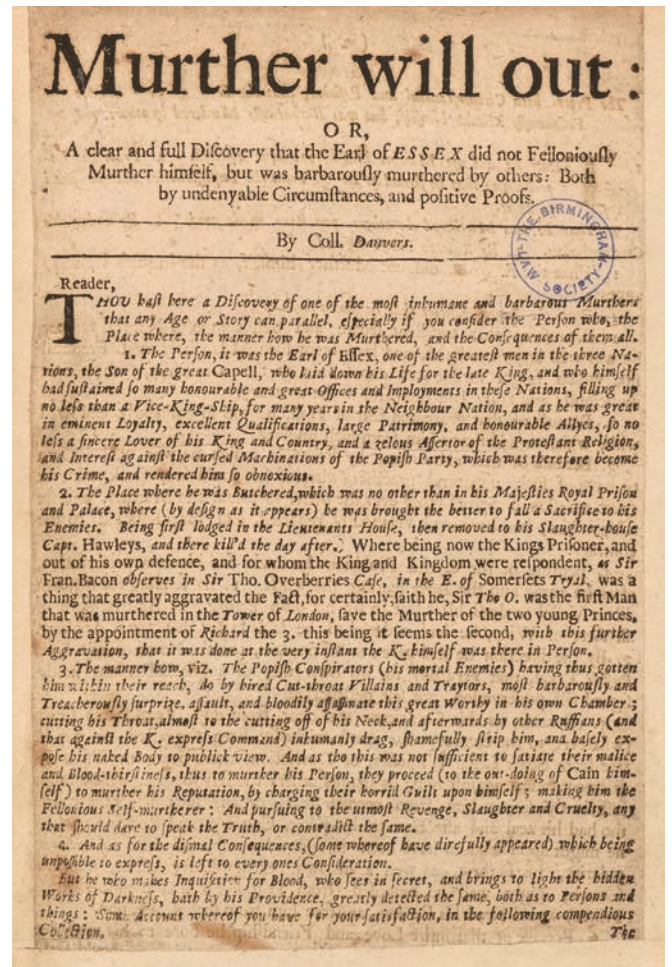 Murther will out:
O R,
A clear and full Discovery that the Earl of ESSEX did not Felloniously
Murther himself, but was barbarously murthered by others: Both
by undenyable Circumstances, and positive Proofs.
By Coll. Danvers.
THE BIRMINGHAM
LAW SOCIETY
Reader,
THOU hast here a Discovery of one of the most inhumane and barbarous Murthers
that any Age or Story can parallel, especially if you consider the Person who, the
Place where, the manner how he was Murthered, and the Consequences of them all.
1. The Person, it was the Earl of Essex, one of the greatest men in the three Na-
tions, the Son of the great Capell, who laid down his Life for the late King, and who himself
had sustained so many honourable and great Offices and Imployments in these Nations, filling up
no less than a Vice-King-Ship, for many years in the Neighbour Nation, and as he was great
in eminent Loyalty, excellent Qualifications, large Patrimony, and honourable Allyes, so no
less a sincere Lover of his King and Country, and a zelous Assertor of the Protestant Religion,
and Interest against the cursed Machinations of the Popish Party, which was therefore become
his Crime, and rendered him so obnoxious.
2. The Place where he was Butchered, which was no other than in his Majesties Royal Prison
and Palace, where (by design as it appears) he was brought the better to fall a Sacrifice to his
Enemies. Being first lodged in the Lieutenants House, then removed to his Slaughter-house
Capt. Hawleys, and there kill'd the day after.) Where being now the Kings Prisoner, and
out of his own defence, and for whom the King and Kingdom were respondent, as Sir
Fran. Bacon observes in Sir Tho. Overberries Case, in the E. of Somersets Tryal, was a
thing that greatly aggravated the Fact, for certainly, saith he, Sir Tho O. was the first Man
that was murthered in the Tower of London, save the Murther of the two young Princes,
by the appointment of Richard the 3. this being it seems the second, with this further
Aggravation, that it was done at the very instant the K. himself was there in Person.
3. The manner how, viz. The Popish Conspirators (his mortal Enemies) having thus gotten
him within their reach, do by hired Cut-throat Villains and Traytors, most barbarously and
Treacherously surprize, assault, and bloodily assassinate this great Worthy in his own Chamber;
cutting his Throat, almost to the cutting off of his Neck, and afterwards by other Ruffians (and
that against the K. express Command) inhumanly drag, shamefully strip him, and basely ex-
pose his naked Body to publick view. And as tho this was not sufficient to satiate their malice
and Blood-thirstiness, thus to murther his Person, they proceed (to the out-doing of Cain him-
self) to murther his Reputation, by charging their horrid Guilt upon himself; making him the
Fellonious Self-murtherer: And pursuing to the utmost Revenge, Slaughter and Cruelty, any
that should dare to speak the Truth, or contradict the same.
4. And as for the dismal Consequences, (some whereof have direfully appeared) which being
unpossible to express, is left to every ones Consideration.
But he who makes Inquisition for Blood, who sees in secret, and brings to light the hidden
Works of Darkness, hath by his Providence, greatly detected the same, both as to Persons and
things: Some Account whereof you have for your satisfaction, in the following compendious
Collection. The